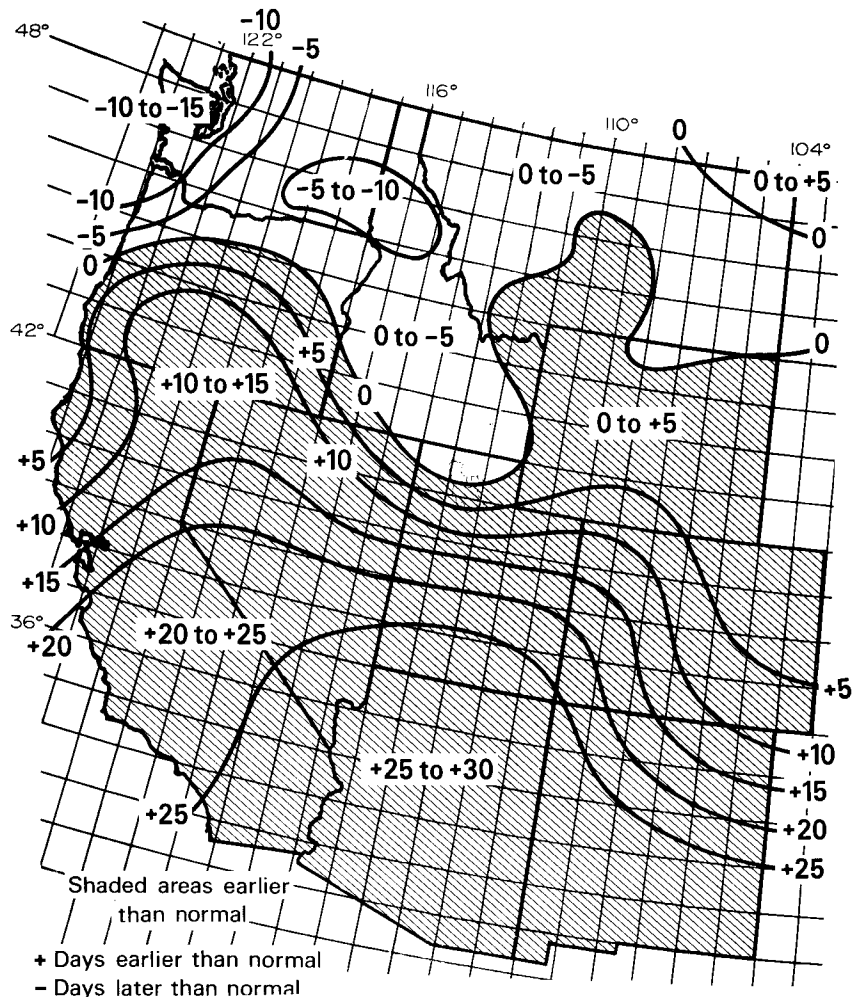 -10
48°
122°
-5
116°
-10 to -15
110°
0
104°
0 to -5
0 to +5
-5 to -10
-10
-5
0
0
42°
0 to -5
0
+5
+10 to +15
0
0 to +5
+5
+10
+10
+15
36°
+20 to +25
+20
+5
+10
+25 to +30
+15
+25
+20
+25
Shaded areas earlier
than normal
+ Days earlier than normal
- Days later than normal